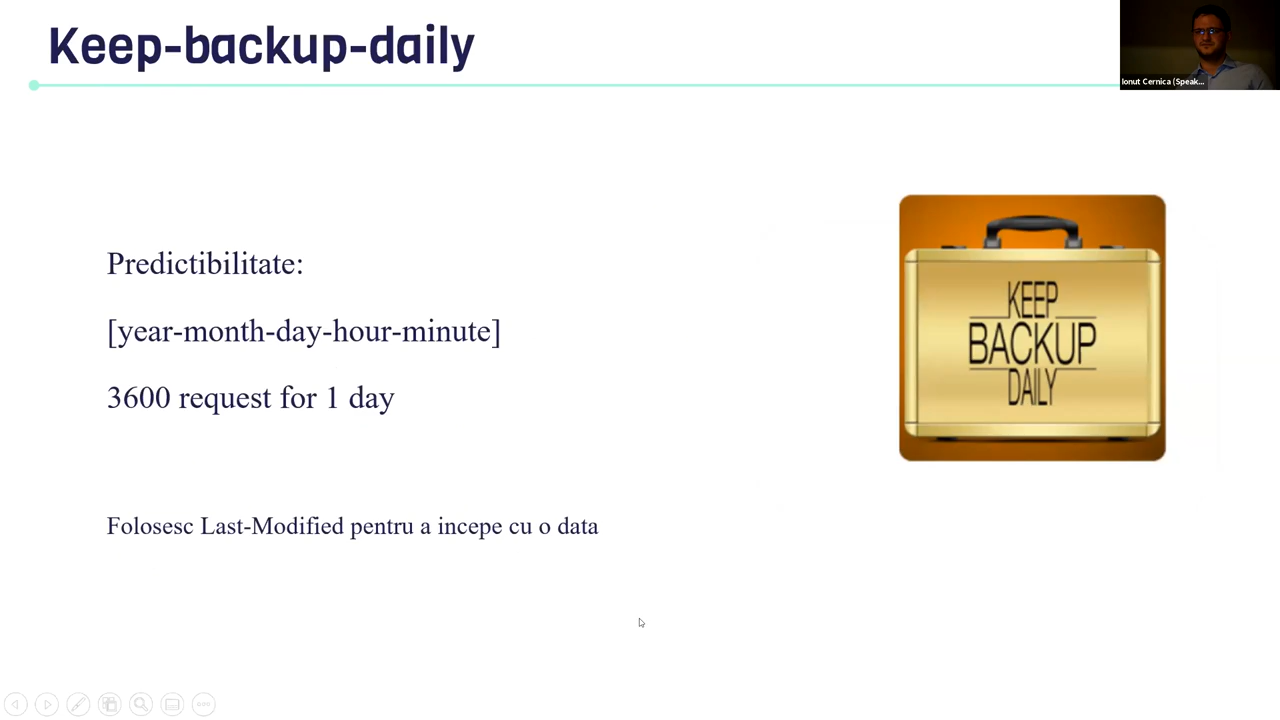 Keep-backup-daily
Ionut Cernica (Speak...
Predictibilitate:
[year-month-day-hour-minute]
3600 request for 1 day
Folosesc Last-Modified pentru a incepe cu o data
KEEP
BACKUP
DAILY